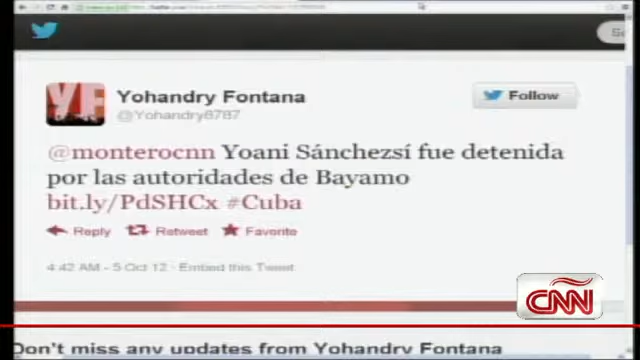 YF
Yohandry Fontana
@Yohandry8787
Follow
@monterocnn Yoani Sánchezsí fue detenida
por las autoridades de Bayamo
bit.ly/PdSHCx #Cuba
Reply Retweet Favorite
4:42 AM - 5 Oct 12 · Embed this Tweet
CNN
Don't miss any updates from Yohandry Fontana